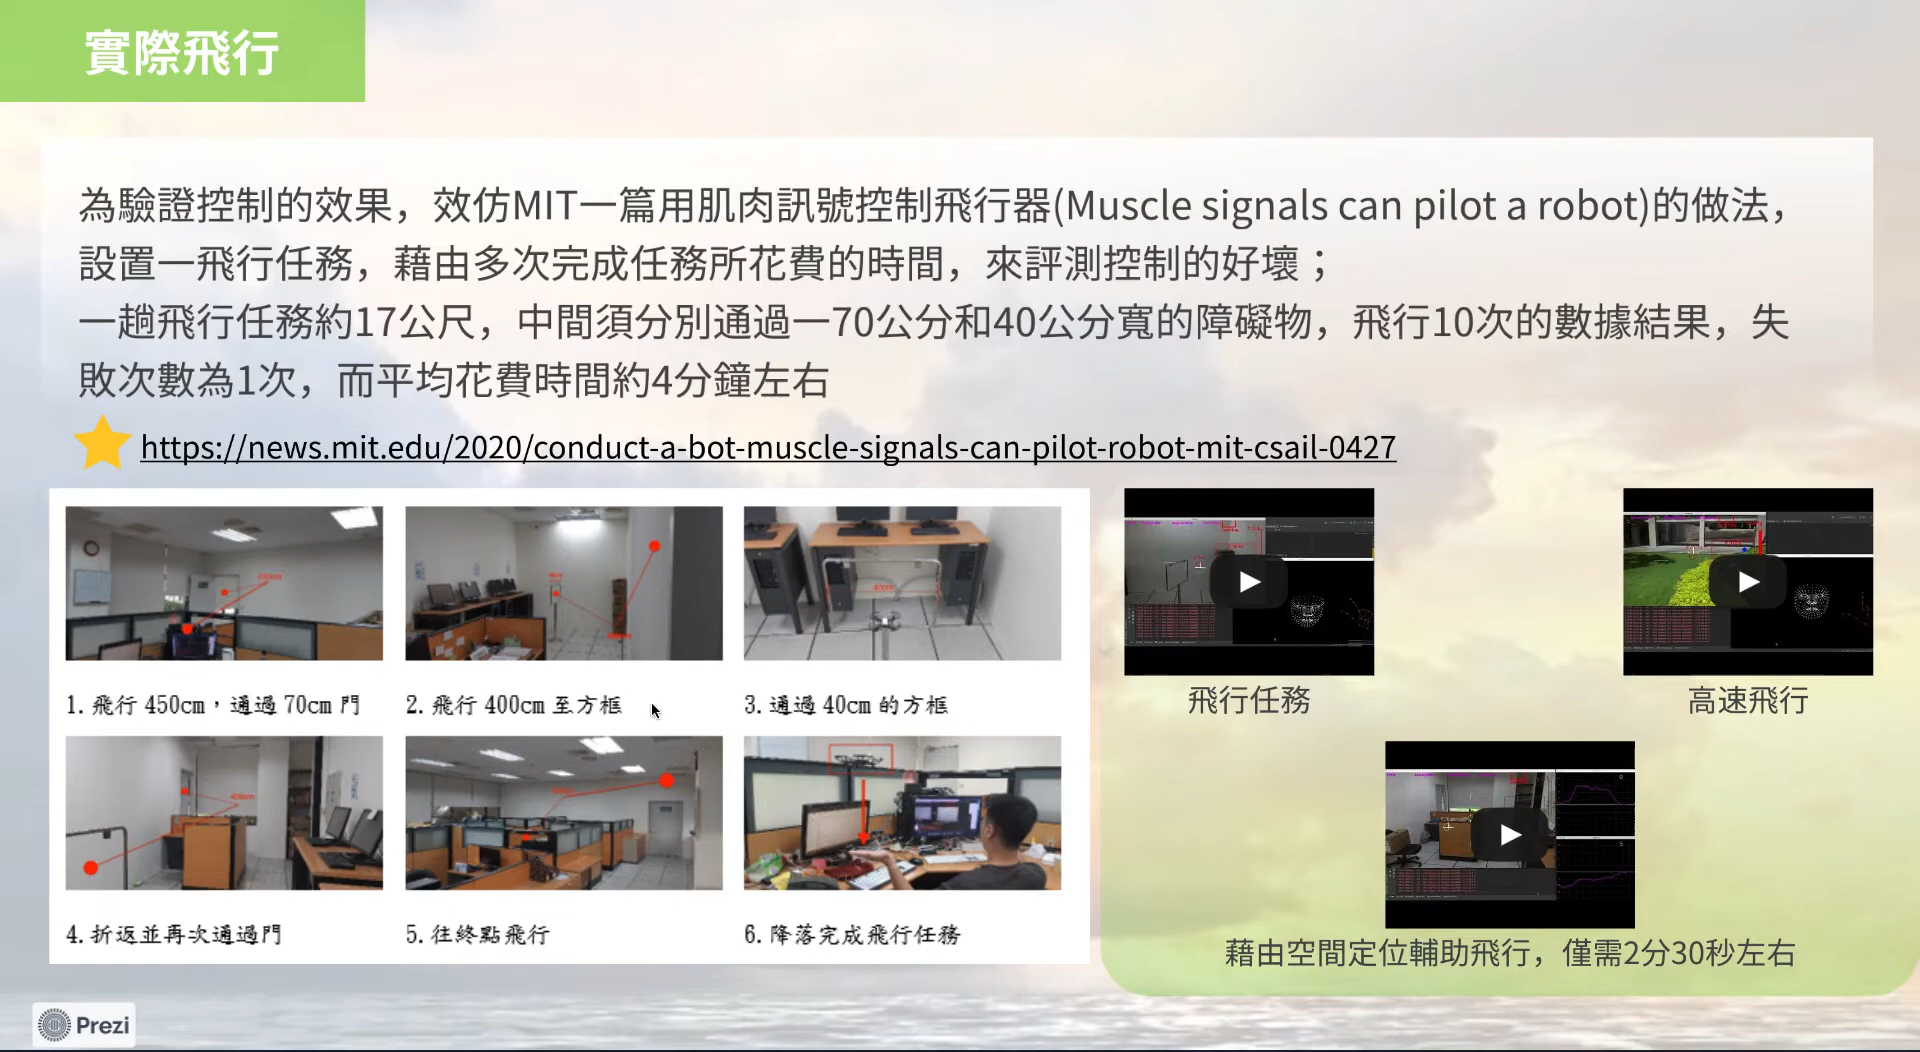 實際飛行
為驗證控制的效果，效仿MIT一篇用肌肉訊號控制飛行器(Muscle signals can pilot a robot)的做法，
設置一飛行任務，藉由多次完成任務所花費的時間，來評測控制的好壞；
一趟飛行任務約17公尺，中間須分別通過一70公分和40公分寬的障礙物，飛行10次的數據結果，失
敗次數為1次，而平均花費時間約4分鐘左右
https://news.mit.edu/2020/conduct-a-bot-muscle-signals-can-pilot-robot-mit-csail-0427
1. 飛行 450cm，通過 70cm 門
2. 飛行 400cm 至方框
3. 通過 40cm 的方框
4. 折返並再次通過門
5. 往終點飛行
6. 降落完成飛行任務
飛行任務
高速飛行
藉由空間定位輔助飛行，僅需2分30秒左右
Prezi